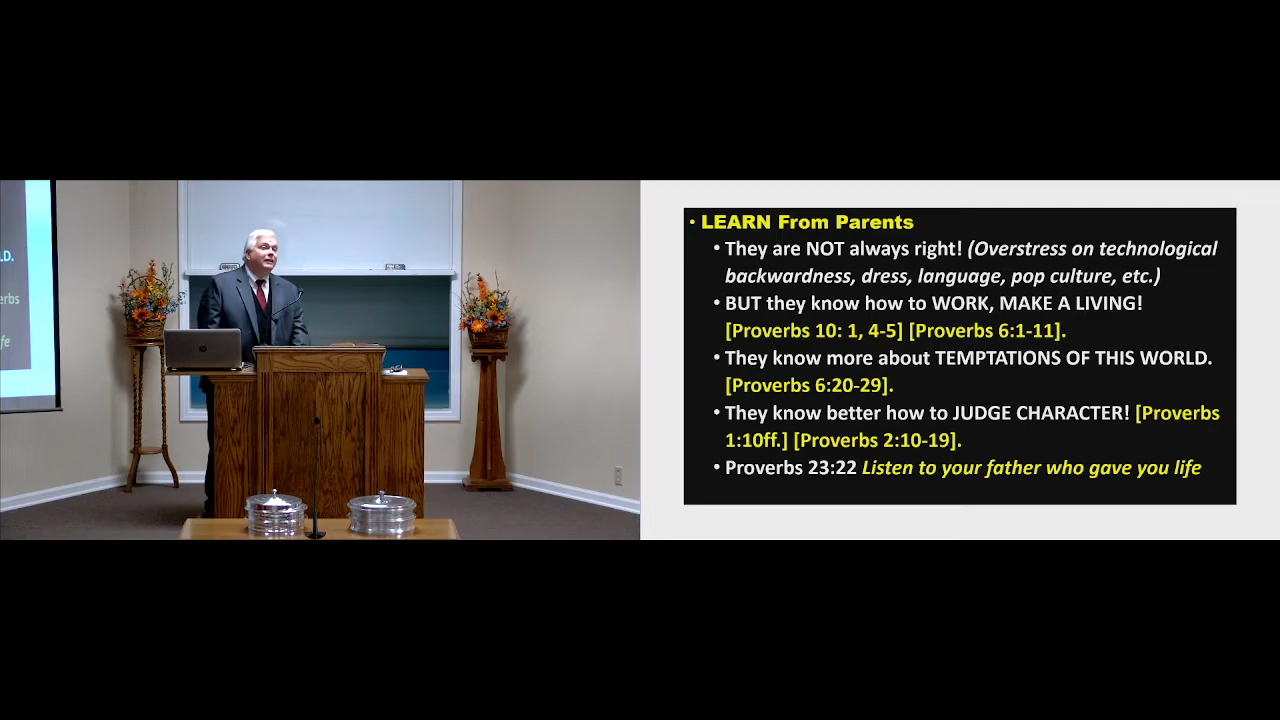 D.
erbs
fe
• LEARN From Parents
• They are NOT always right! (Overstress on technological
backwardness, dress, language, pop culture, etc.)
• BUT they know how to WORK, MAKE A LIVING!
[Proverbs 10: 1, 4-5] [Proverbs 6:1-11].
• They know more about TEMPTATIONS OF THIS WORLD.
[Proverbs 6:20-29].
• They know better how to JUDGE CHARACTER! [Proverbs
1:10ff.] [Proverbs 2:10-19].
• Proverbs 23:22 Listen to your father who gave you life